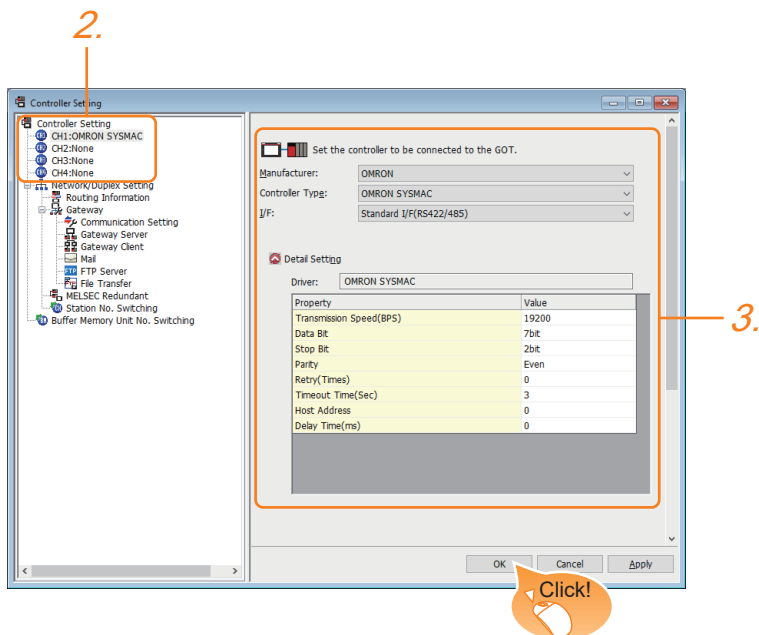 2.
Controller Setting
Controller Setting
CH1:OMRON SYSMAC
CH2:None
CH3:None
CH4:None
Network/Duplex Setting
Routing Information
Gateway
Communication Setting
Gateway Server
Gateway Client
Mail
FTP FTP Server
File Transfer
MELSEC Redundant
Station No. Switching
Buffer Memory Unit No. Switching
Set the controller to be connected to the GOT.
Manufacturer: OMRON
Controller Type: OMRON SYSMAC
I/F: Standard I/F(RS422/485)
Detail Setting
Driver: OMRON SYSMAC
Property Value
Transmission Speed(BPS) 19200
Data Bit 7bit
Stop Bit 2bit
Parity Even
Retry(Times) 0
Timeout Time(Sec) 3
Host Address 0
Delay Time(ms) 0
3.
OK Cancel Apply
Click!